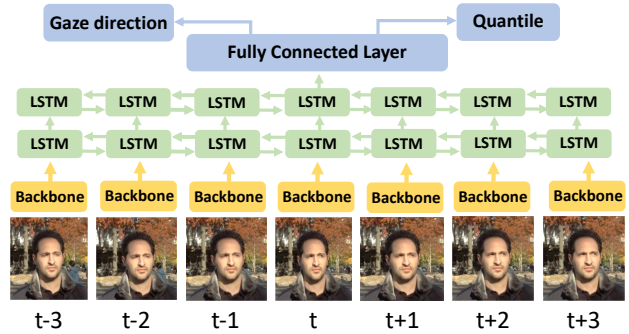 Gaze direction
Quantile
Fully Connected Layer
LSTM LSTM LSTM LSTM LSTM LSTM LSTM
LSTM LSTM LSTM LSTM LSTM LSTM LSTM
Backbone Backbone Backbone Backbone Backbone Backbone Backbone
t-3 t-2 t-1 t t+1 t+2 t+3